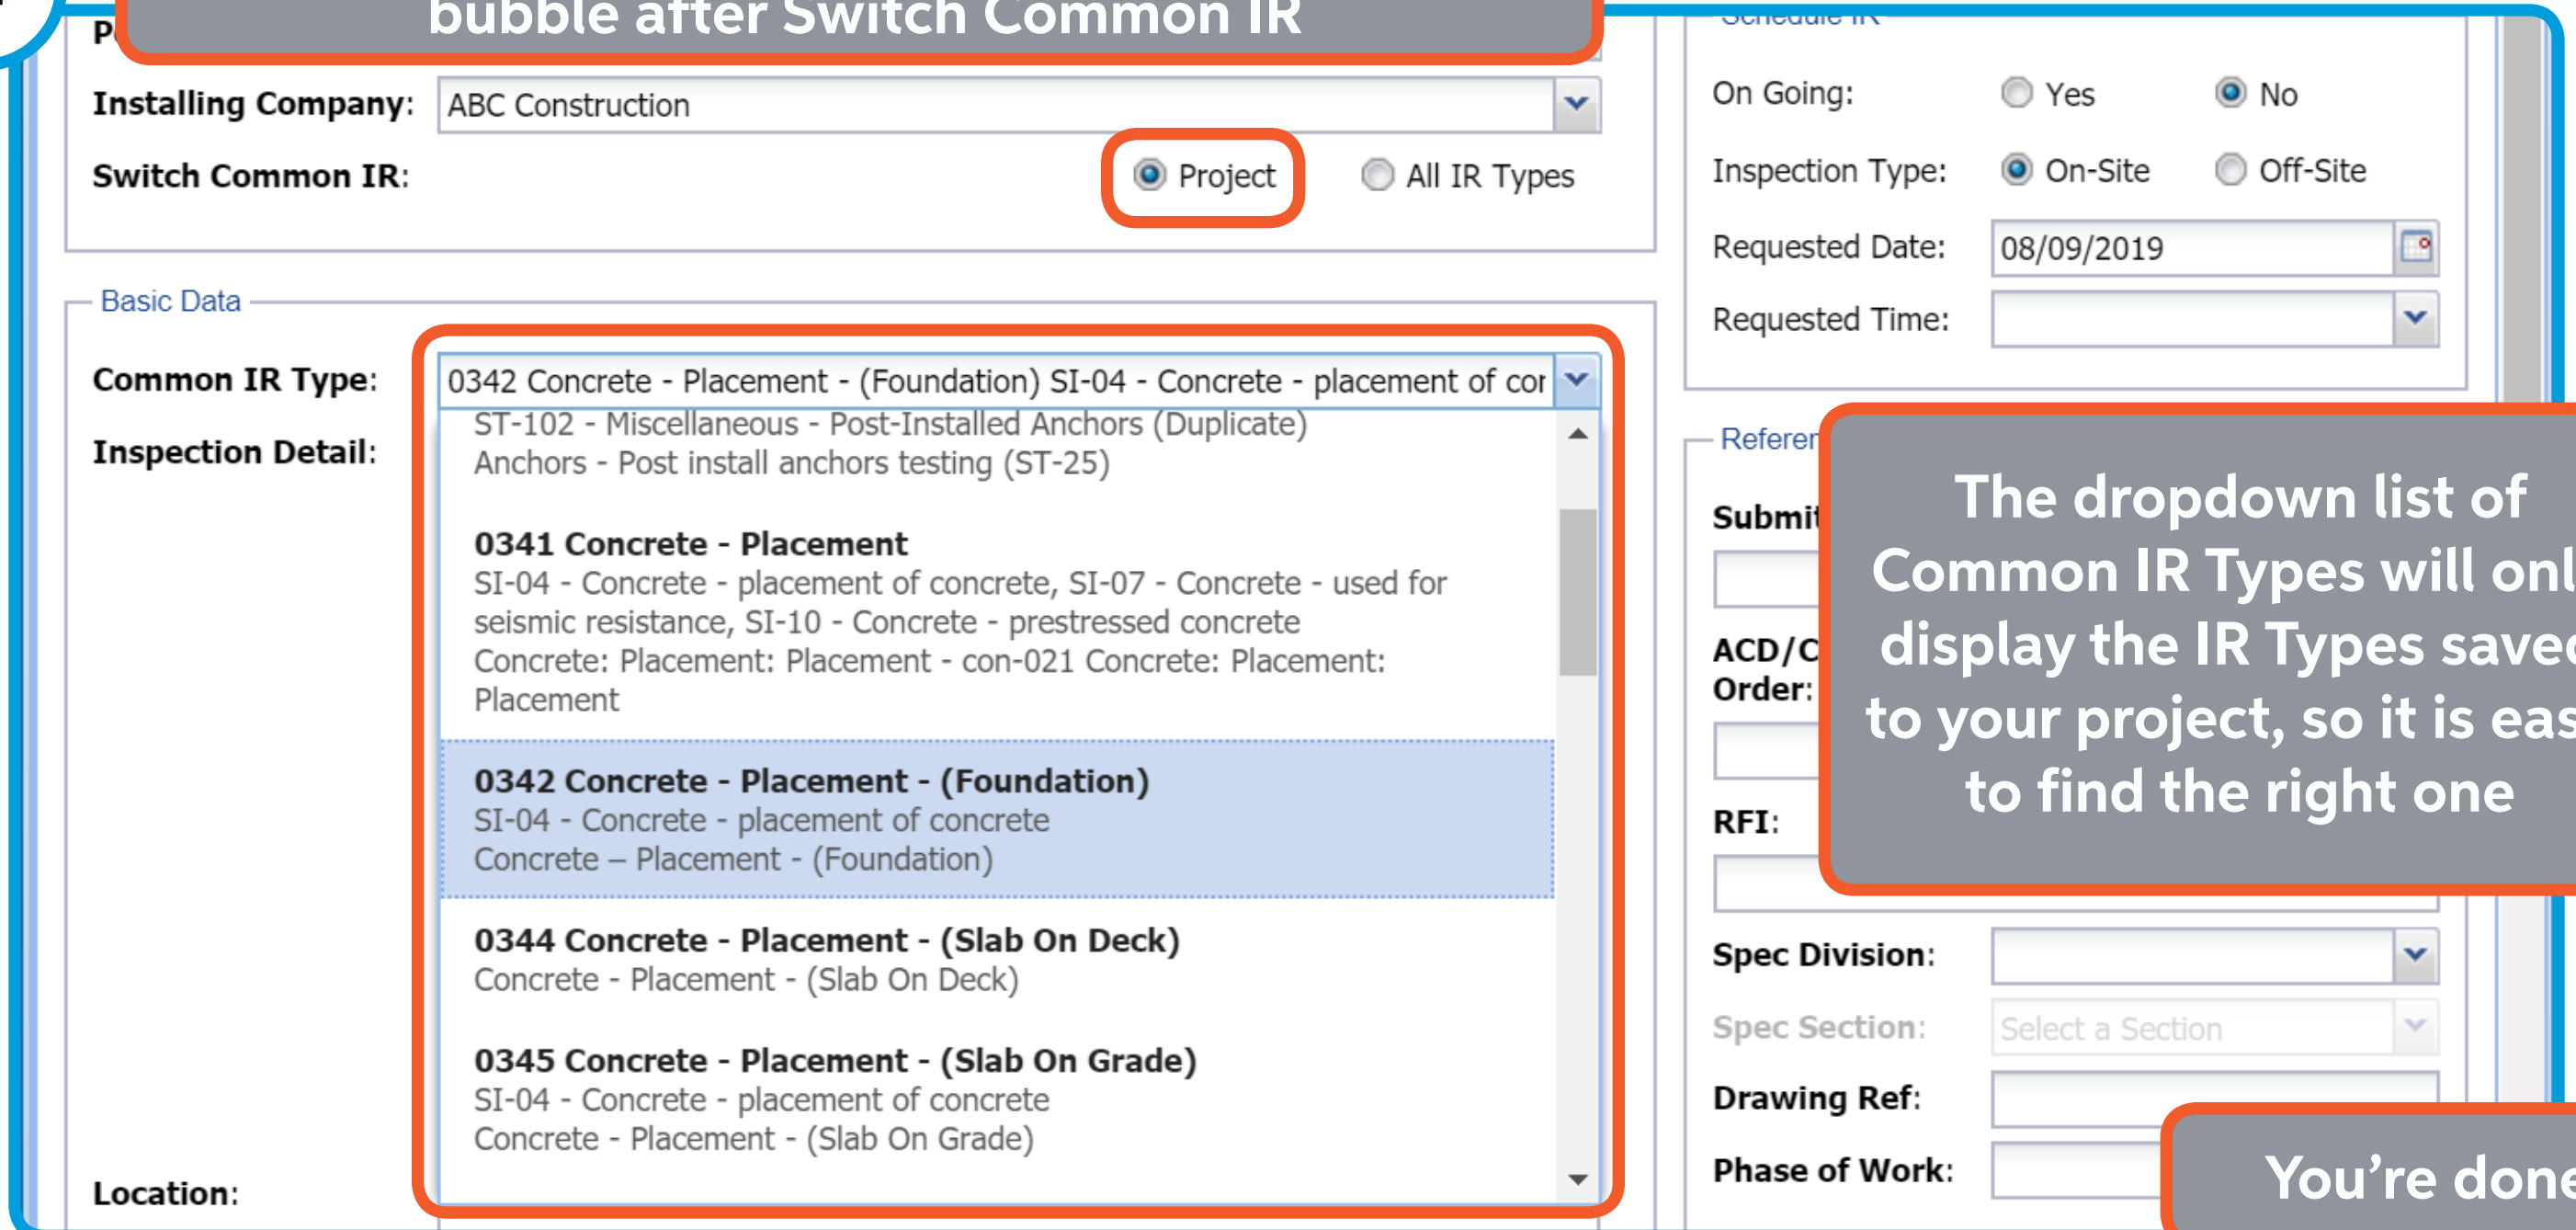 bubble after Switch Common IR
Installing Company: ABC Construction
Switch Common IR: Project All IR Types
Basic Data
Common IR Type: 0342 Concrete - Placement - (Foundation) SI-04 - Concrete - placement of cor
Inspection Detail:
ST-102 - Miscellaneous - Post-Installed Anchors (Duplicate)
Anchors - Post install anchors testing (ST-25)
0341 Concrete - Placement
SI-04 - Concrete - placement of concrete, SI-07 - Concrete - used for
seismic resistance, SI-10 - Concrete - prestressed concrete
Concrete: Placement: Placement - con-021 Concrete: Placement:
Placement
0342 Concrete - Placement - (Foundation)
SI-04 - Concrete - placement of concrete
Concrete – Placement - (Foundation)
0344 Concrete - Placement - (Slab On Deck)
Concrete - Placement - (Slab On Deck)
0345 Concrete - Placement - (Slab On Grade)
SI-04 - Concrete - placement of concrete
Concrete - Placement - (Slab On Grade)
Location:
Schedule IR
On Going: Yes No
Inspection Type: On-Site Off-Site
Requested Date: 08/09/2019
Requested Time:
Referen
Submit
ACD/C
Order:
RFI:
The dropdown list of
Common IR Types will onl
display the IR Types saved
to your project, so it is eas
to find the right one
Spec Division:
Spec Section: Select a Section
Drawing Ref:
Phase of Work:
You’re done